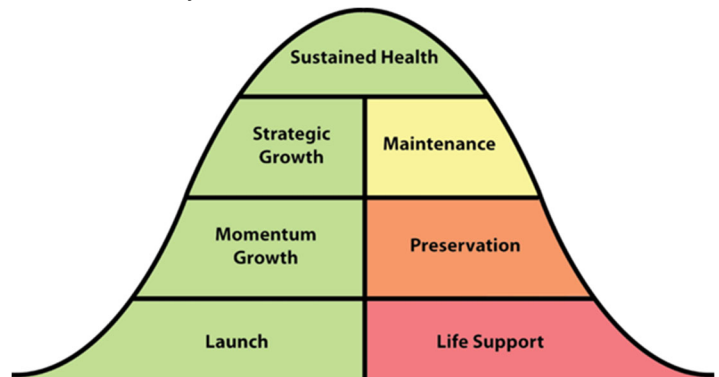 Sustained Health
Strategic
Growth
Maintenance
Momentum
Growth
Preservation
Launch
Life Support